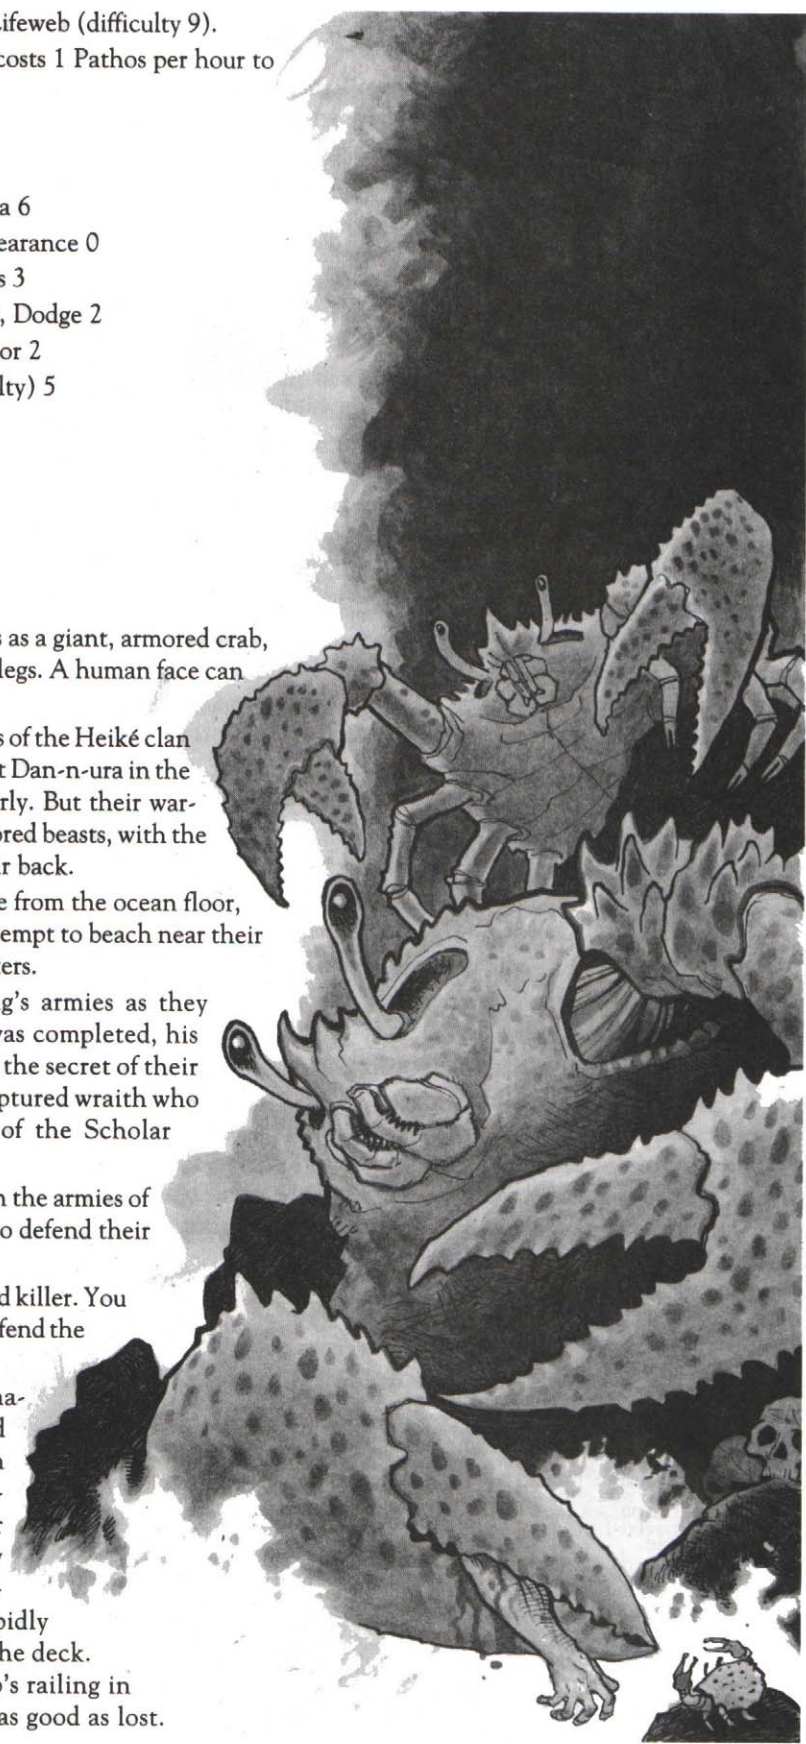 ifeweb (difficulty 9).
costs 1 Pathos per hour to
a 6
earance 0
s 3
, Dodge 2
or 2
lty) 5
s as a giant, armored crab,
legs. A human face can
s of the Heiké clan
t Dan-n-ura in the
rly. But their war-
ored beasts, with the
r back.
e from the ocean floor,
empt to beach near their
ers.
g's armies as they
vas completed, his
the secret of their
ptured wraith who
of the Scholar
n the armies of
o defend their
d killer. You
fend the
na-
d
n
bidly
he deck.
o's railing in
as good as lost.